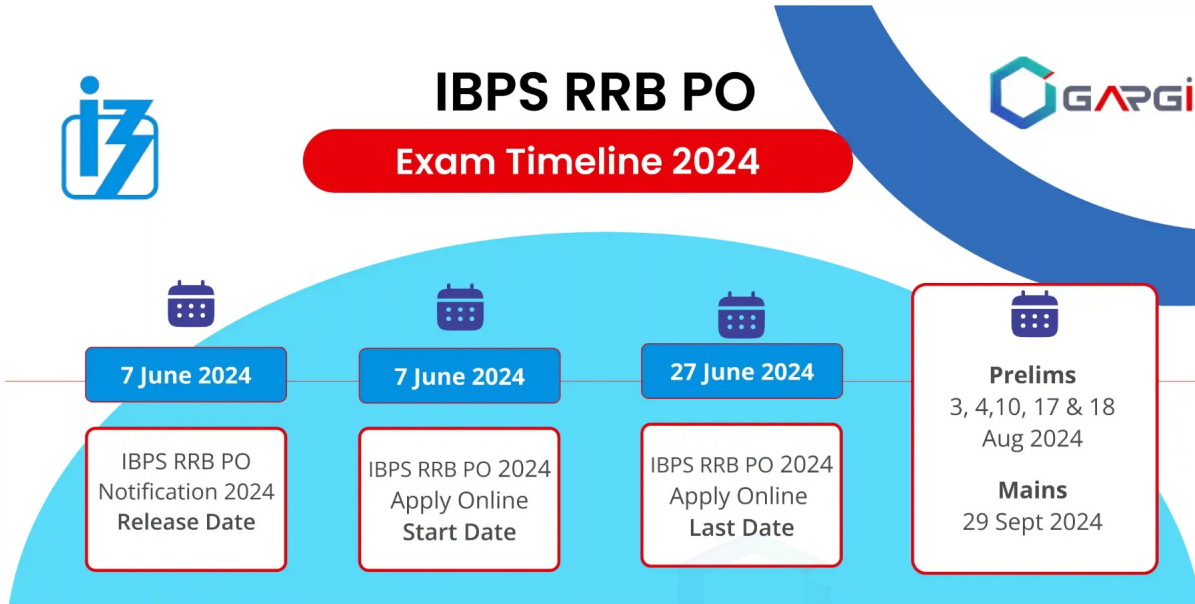 IBPS RRB PO
Exam Timeline 2024
GARGI
7 June 2024
IBPS RRB PO
Notification 2024
Release Date
7 June 2024
IBPS RRB PO 2024
Apply Online
Start Date
27 June 2024
IBPS RRB PO 2024
Apply Online
Last Date
Prelims
3, 4,10, 17 & 18
Aug 2024
Mains
29 Sept 2024